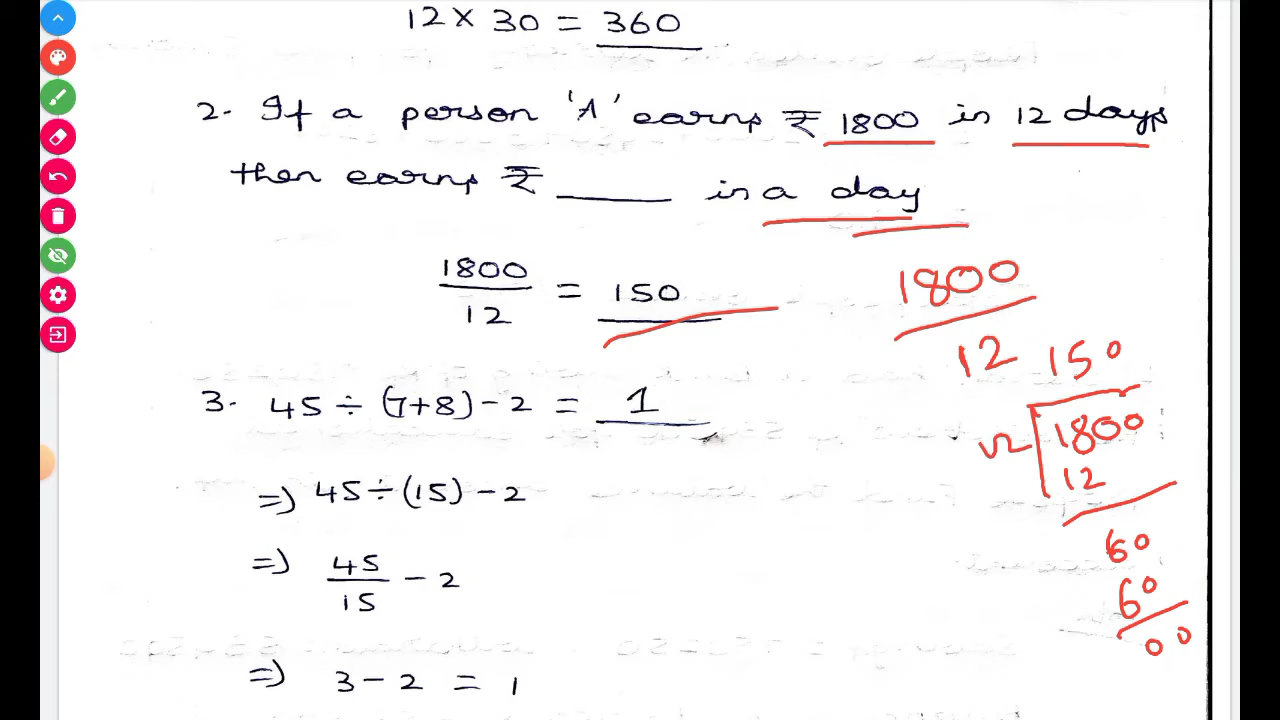 12 × 30 = 360
2. If a person 'A' earns ₹ 1800 in 12 days
then earns ₹ ______ in a day
1800
12
= 150
1800
12
150
12
1800
12
60
60
00
3. 45 ÷ (7+8) - 2 = 1
⇒) 45 ÷ (15) - 2
⇒) 45
15
- 2
⇒) 3 - 2 = 1